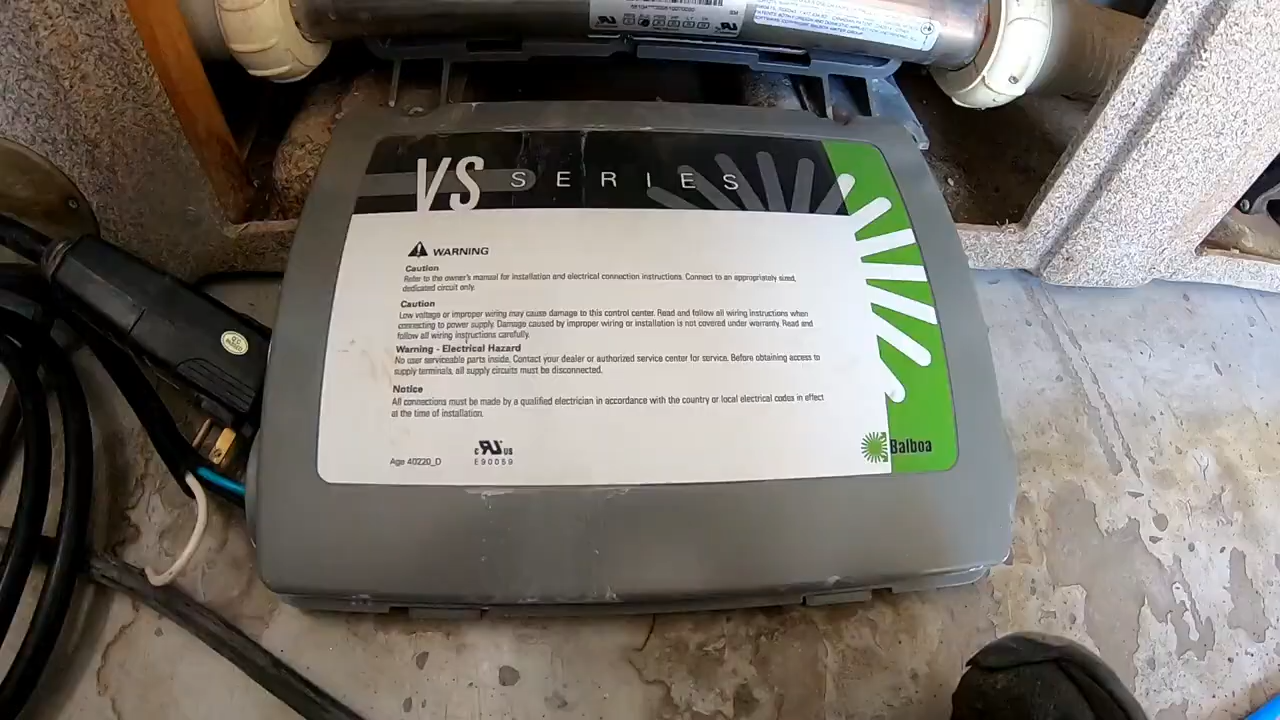 VS SERIES
WARNING
Caution
Refer to the owner's manual for installation and electrical connection instructions. Connect to an appropriately sized,
dedicated circuit only.
Caution
Low voltage or improper wiring may cause damage to this control center. Read and follow all wiring instructions when
connecting to power supply. Damage caused by improper wiring or installation is not covered under warranty. Read and
follow all wiring instructions carefully.
Warning - Electrical Hazard
No user serviceable parts inside. Contact your dealer or authorized service center for service. Before obtaining access to
supply terminals, all supply circuits must be disconnected.
Notice
All connections must be made by a qualified electrician in accordance with the country or local electrical codes in effect
at the time of installation.
Balboa
c US
Age 40220_D
E90059